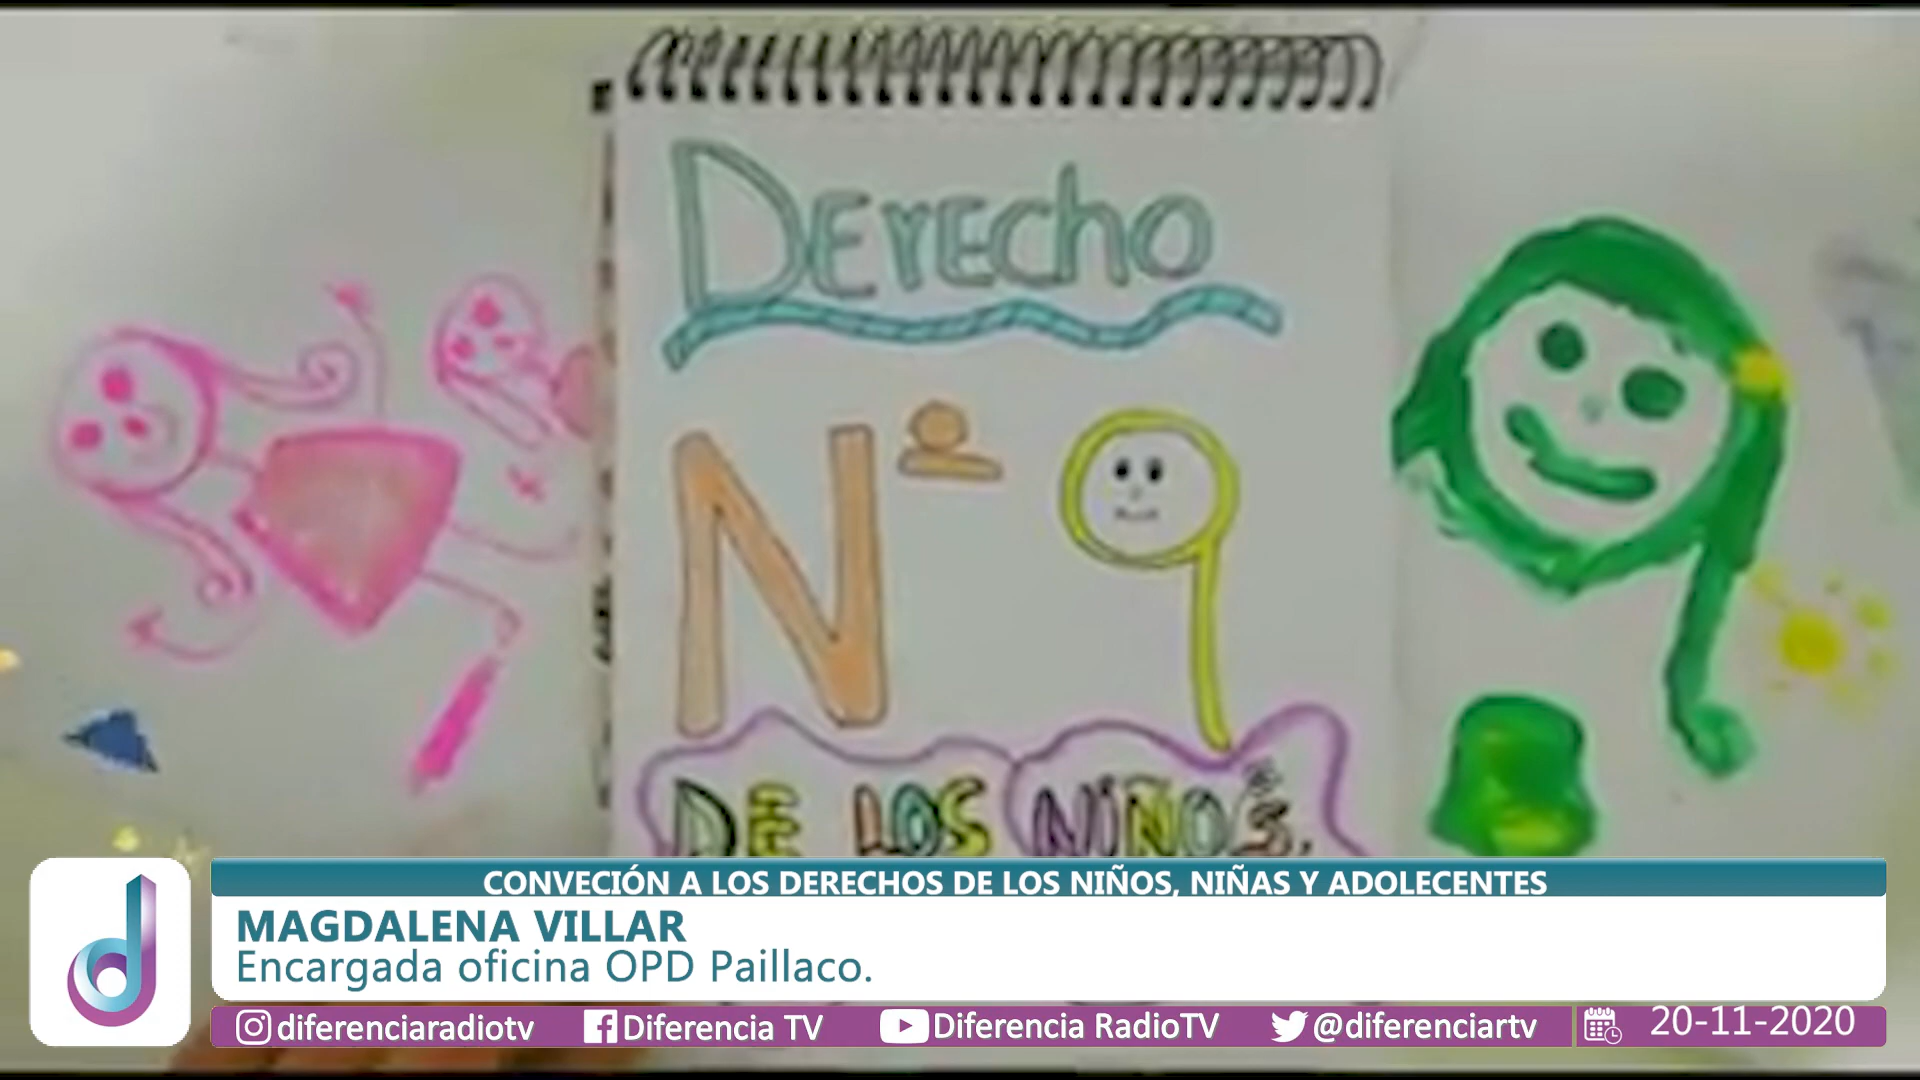 DErEcho
Nº 9
DE LOS NIÑOS.
CONVECIÓN A LOS DERECHOS DE LOS NIÑOS, NIÑAS Y ADOLECENTES
MAGDALENA VILLAR
Encargada oficina OPD Paillaco.
diferenciaradiotv Diferencia TV Diferencia RadioTV @diferenciartv 20-11-2020